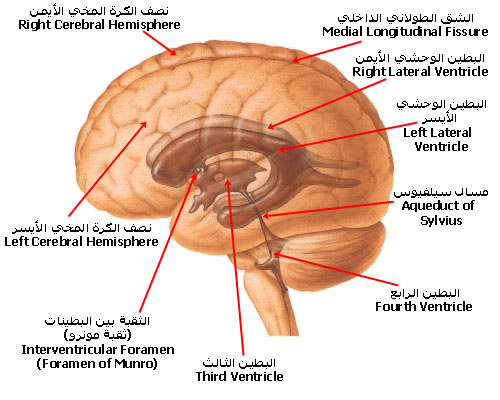 نصف الكرة المخي الأيمن
Right Cerebral Hemisphere
الشق الطولاني الداخلي
Medial Longitudinal Fissure
البطين الوحشي الأيمن
Right Lateral Ventricle
البطين الوحشي
الأيسر
Left Lateral
Ventricle
مسال سيلفيوس
Aqueduct of
Sylvius
نصف الكرة المخي الأيسر
Left Cerebral Hemisphere
البطين الرابع
Fourth Ventricle
الثقبة بين البطينات
(ثقبة مونرو)
Interventricular Foramen
(Foramen of Munro)
البطين الثالث
Third Ventricle